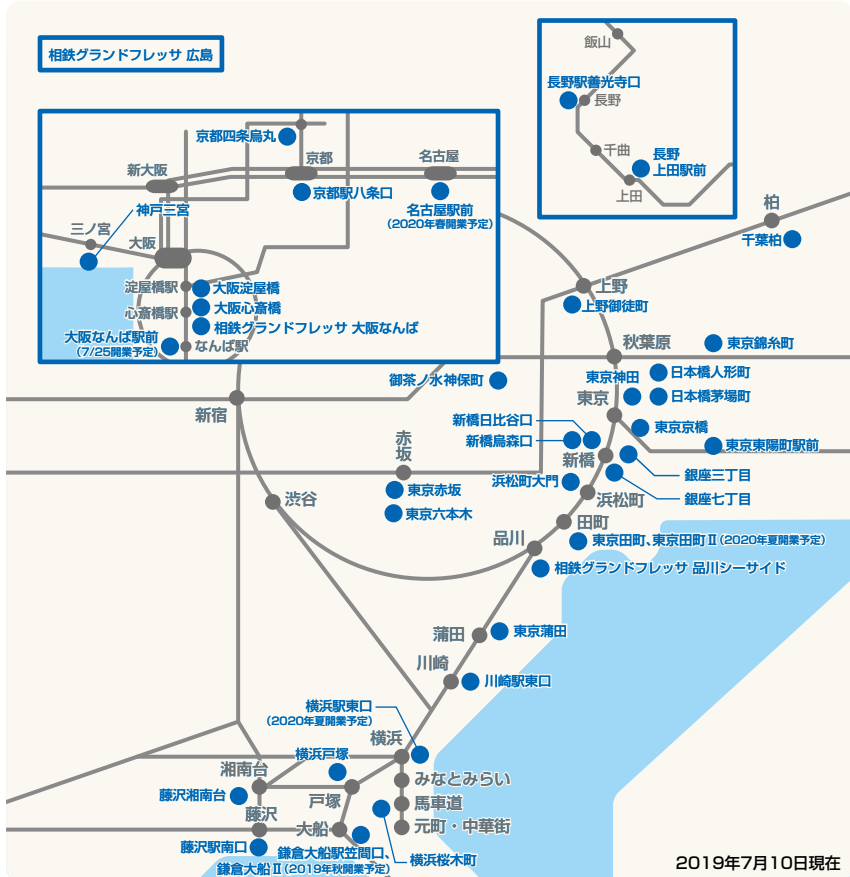 相鉄グランドフレッサ 広島
飯山
長野駅善光寺口
長野
千曲
長野
上田駅前
上田
京都四条烏丸
京都
名古屋
新大阪
京都駅八条口
名古屋駅前
(2020年春開業予定)
神戸三宮
三ノ宮
大阪
淀屋橋駅
大阪淀屋橋
心斎橋駅
大阪心斎橋
相鉄グランドフレッサ 大阪なんば
大阪なんば駅前
(7/25開業予定)
なんば駅
柏
千葉柏
上野
上野御徒町
秋葉原
東京錦糸町
御茶ノ水神保町
東京神田
日本橋人形町
東京
日本橋茅場町
新宿
新橋日比谷口
東京京橋
赤坂
新橋烏森口
東京東陽町駅前
新橋
銀座三丁目
浜松町大門
銀座七丁目
東京赤坂
渋谷
浜松町
東京六本木
田町
品川
東京田町、東京田町Ⅱ(2020年夏開業予定)
相鉄グランドフレッサ 品川シーサイド
蒲田
東京蒲田
川崎
川崎駅東口
横浜駅東口
(2020年夏開業予定)
横浜
横浜戸塚
湘南台
みなとみらい
藤沢湘南台
戸塚
馬車道
藤沢
大船
元町・中華街
藤沢駅南口
鎌倉大船駅笠間口、
鎌倉大船Ⅱ(2019年秋開業予定)
横浜桜木町
2019年7月10日現在